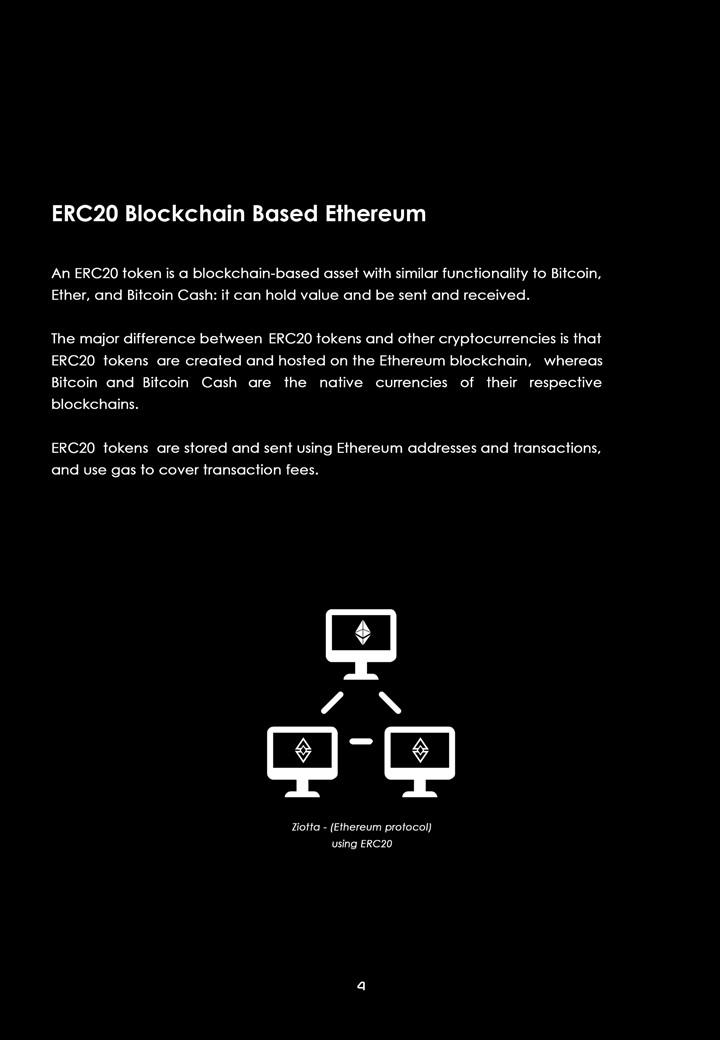 ERC20 Blockchain Based Ethereum
An ERC20 token is a blockchain-based asset with similar functionality to Bitcoin,
Ether, and Bitcoin Cash: it can hold value and be sent and received.
The major difference between ERC20 tokens and other cryptocurrencies is that
ERC20 tokens are created and hosted on the Ethereum blockchain, whereas
Bitcoin and Bitcoin Cash are the native currencies of their respective
blockchains.
ERC20 tokens are stored and sent using Ethereum addresses and transactions,
and use gas to cover transaction fees.
Ziotta - (Ethereum protocol)
using ERC20
4